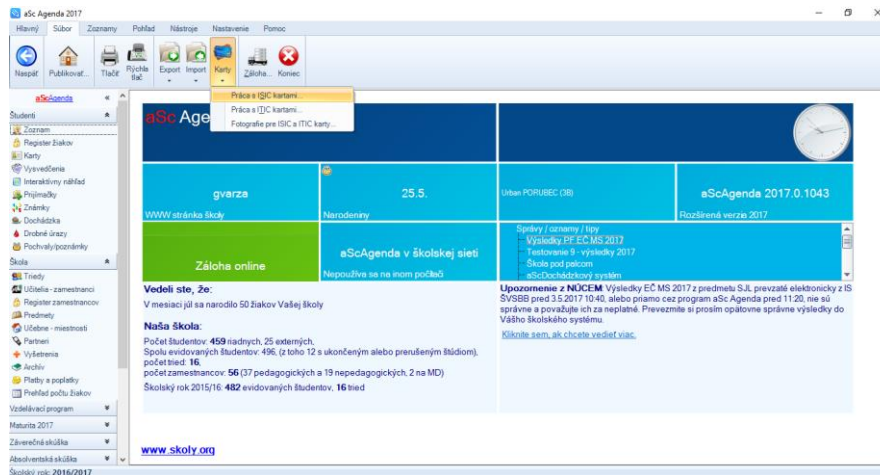 aSc Agenda 2017
Hlavný Súbor Zoznamy Pohľad Nástroje Nastavenie Pomoc
Naspäť Publikovať... Tlačiť Rýchla tlač Export Import Karty Záloha... Koniec
Práca s ISIC kartami...
Práca s ITIC kartami...
Fotografie pre ISIC a ITIC karty...
aScAgenda
Študenti
Zoznam
Register žiakov
Karty
Vysvedčenia
Interaktívny náhľad
Prijímačky
Známky
Dochádzka
Drobné úrazy
Pochvaly/poznámky
Škola
Triedy
Učitelia - zamestnanci
Register zamestnancov
Predmety
Učebne - miestnosti
Partneri
Vyšetrenia
Archív
Platby a poplatky
Prehľad počtu žiakov
Vzdelávací program
Maturita 2017
Záverečná skúška
Absolventská skúška
Školský rok: 2016/2017
aSc Age
gvarza
WWW stránka školy
25.5.
Narodeniny
Urban PORUBEC (3B)
aScAgenda 2017.0.1043
Rozšírená verzia 2017
Záloha online
aScAgenda v školskej sieti
Nepoužíva sa na inom počítači
Správy / oznamy / tipy
Výsledky PF EČ MS 2017
Testovanie 9 - výsledky 2017
Škola pod palcom
aScDochádzkový systém
Vedeli ste, že:
V mesiaci júl sa narodilo 50 žiakov Vašej školy
Naša škola:
Počet študentov: 459 riadnych, 25 externých,
Spolu evidovaných študentov: 496, (z toho 12 s ukončeným alebo prerušeným štúdiom),
počet tried: 16,
počet zamestnancov: 56 (37 pedagogických a 19 nepedagogických, 2 na MD)
Školský rok 2015/16: 482 evidovaných študentov, 16 tried
Upozornenie z NÚCEM: Výsledky EČ MS 2017 z predmetu SJL prevzaté elektronicky z IS
ŠVSBB pred 3.5.2017 10:40, alebo priamo cez program aSc Agenda pred 11:20, nie sú
správne a považujte ich za neplatné. Prevezmite si prosím opätovne správne výsledky do
Vášho školského systému.
Kliknite sem, ak chcete vedieť viac.
www.skoly.org